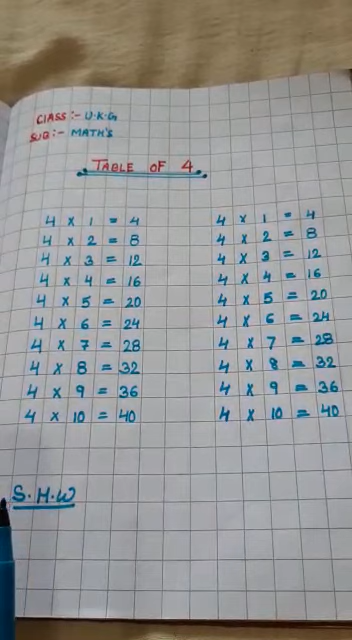 CLASS :- U.K.G
SUB :- MATH'S
TABLE OF 4.
4 × 1 = 4 4 × 1 = 4
4 × 2 = 8 4 × 2 = 8
4 × 3 = 12 4 × 3 = 12
4 × 4 = 16 4 × 4 = 16
4 × 5 = 20 4 × 5 = 20
4 × 6 = 24 4 × 6 = 24
4 × 7 = 28 4 × 7 = 28
4 × 8 = 32 4 × 8 = 32
4 × 9 = 36 4 × 9 = 36
4 × 10 = 40 4 × 10 = 40
S.H.W